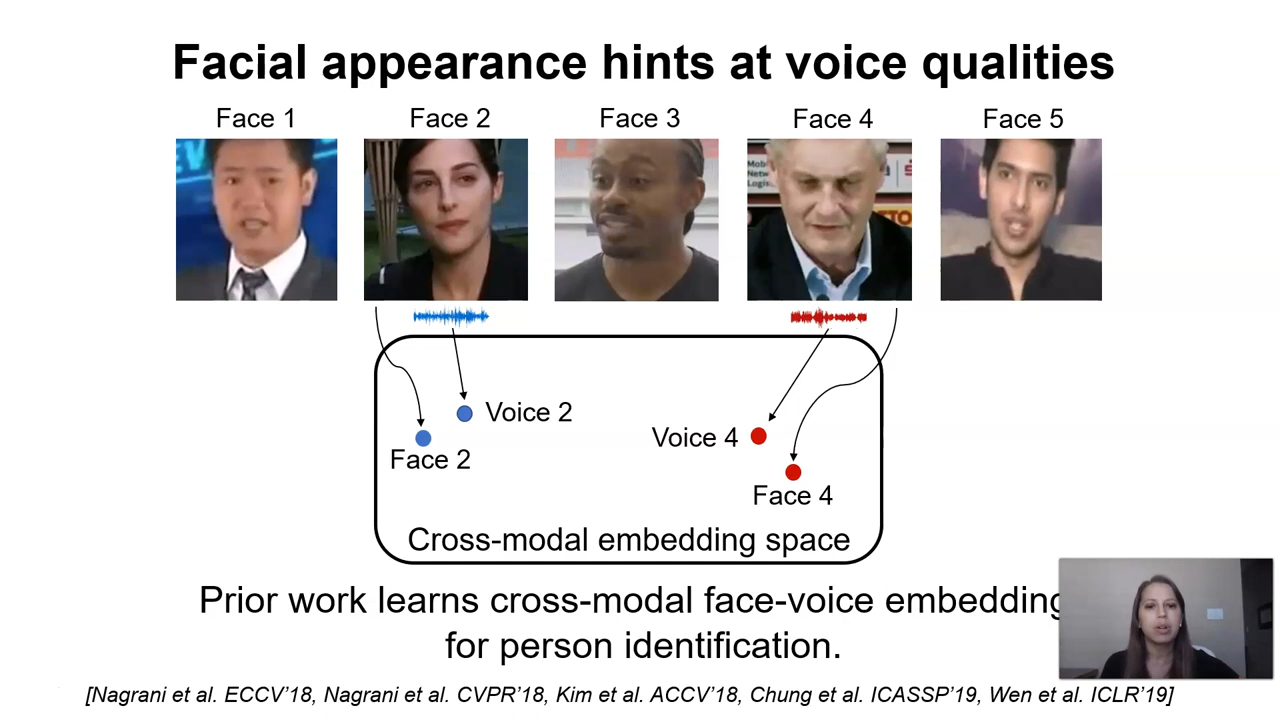 Facial appearance hints at voice qualities
Face 1 Face 2 Face 3 Face 4 Face 5
Mob
Netw
Logis
Voice 2
Face 2
Voice 4
Face 4
Cross-modal embedding space
Prior work learns cross-modal face-voice embedding
for person identification.
[Nagrani et al. ECCV’18, Nagrani et al. CVPR’18, Kim et al. ACCV’18, Chung et al. ICASSP’19, Wen et al. ICLR’19]